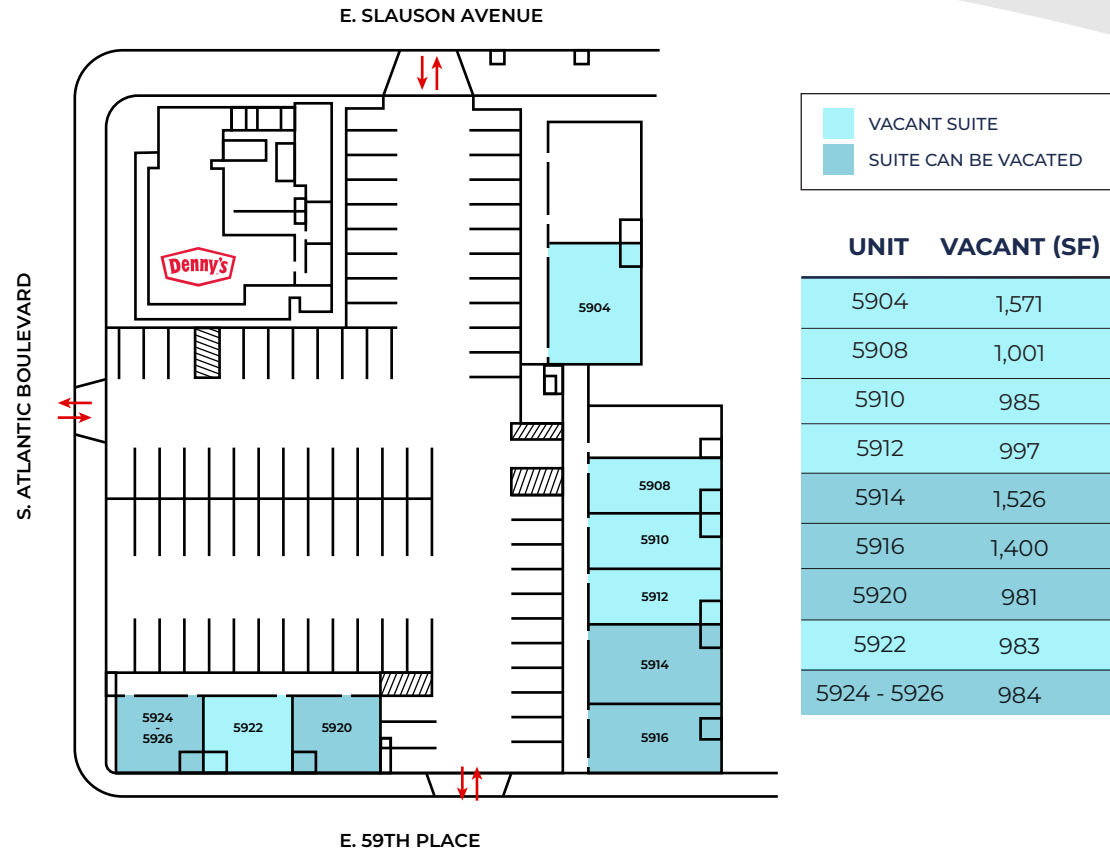 E. SLAUSON AVENUE
VACANT SUITE
SUITE CAN BE VACATED
UNIT VACANT (SF)
5904 1,571
5908 1,001
5910 985
5912 997
5914 1,526
5916 1,400
5920 981
5922 983
5924 - 5926 984
Denny's
S. ATLANTIC BOULEVARD
5904
5908
5910
5912
5914
5916
5924
-
5926
5922
5920
E. 59TH PLACE